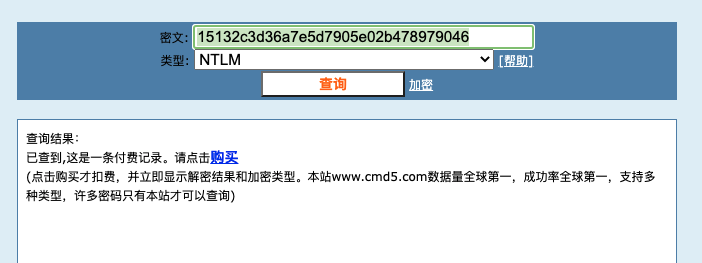 密文: 15132c3d36a7e5d7905e02b478979046
类型: NTLM [帮助]
查询 加密
查询结果:
已查到,这是一条付费记录。请点击购买
(点击购买才扣费，并立即显示解密结果和加密类型。本站www.cmd5.com数据量全球第一，成功率全球第一，支持多
种类型，许多密码只有本站才可以查询)